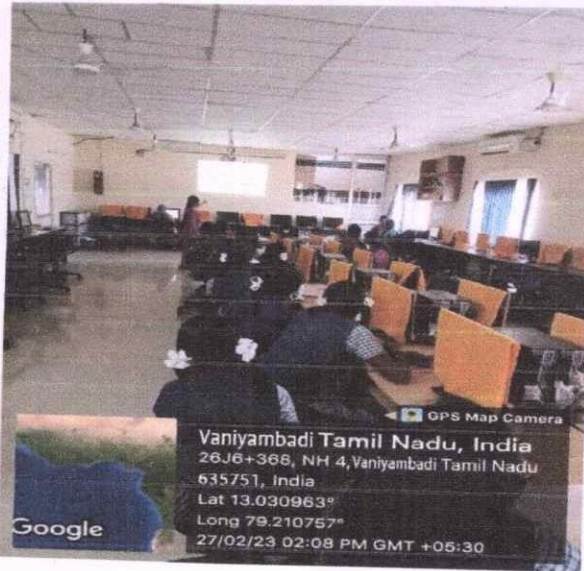 GPS Map Camera
Vaniyambadi Tamil Nadu, India
26J6+368, NH 4, Vaniyambadi Tamil Nadu
635751, India
Lat 13.030963°
Long 79.210757°
27/02/23 02:08 PM GMT +05:30
Google